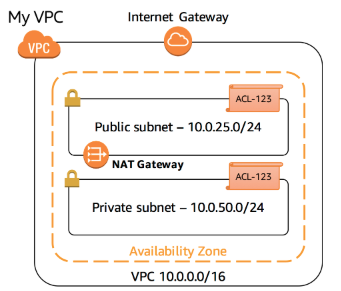 My VPC
Internet Gateway
VPC
ACL-123
Public subnet – 10.0.25.0/24
NAT Gateway
ACL-123
Private subnet – 10.0.50.0/24
Availability Zone
VPC 10.0.0.0/16